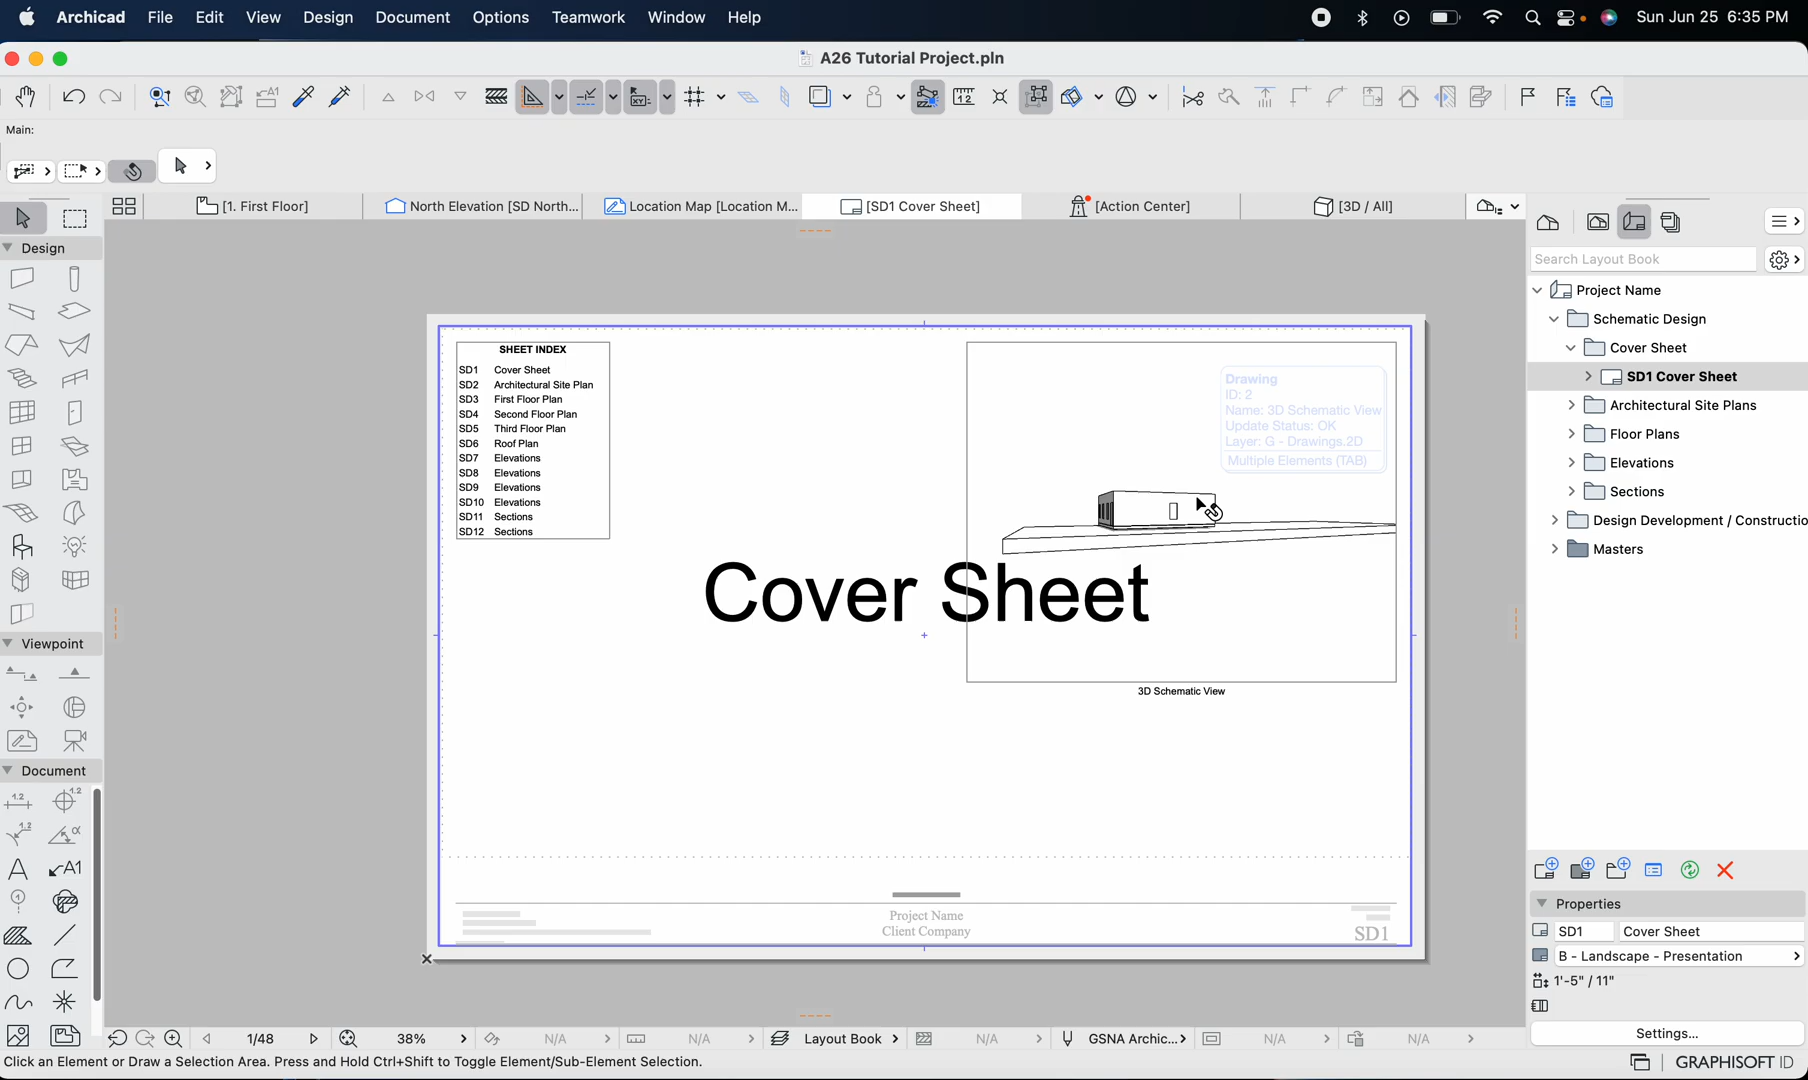 Archicad File Edit View Design Document Options Teamwork Window Help Sun Jun 25 6:35 PM
A26 Tutorial Project.pln
Main:
[1. First Floor] North Elevation [SD North... Location Map [Location M... [SD1 Cover Sheet] [Action Center] [3D / All]
Design
Viewpoint
Document
1.2 1.2
1.2 α
A A1
1
SHEET INDEX
SD1 Cover Sheet
SD2 Architectural Site Plan
SD3 First Floor Plan
SD4 Second Floor Plan
SD5 Third Floor Plan
SD6 Roof Plan
SD7 Elevations
SD8 Elevations
SD9 Elevations
SD10 Elevations
SD11 Sections
SD12 Sections
Drawing
ID: 2
Name: 3D Schematic View
Update Status: OK
Layer: G - Drawings.2D
Multiple Elements (TAB)
Cover Sheet
3D Schematic View
Project Name
Client Company
SD1
Search Layout Book
Project Name
Schematic Design
Cover Sheet
SD1 Cover Sheet
Architectural Site Plans
Floor Plans
Elevations
Sections
Design Development / Constructio
Masters
Properties
SD1 Cover Sheet
B - Landscape - Presentation
1'-5" / 11"
Settings...
1/48 38% N/A N/A Layout Book N/A GSNA Archic... N/A N/A
Click an Element or Draw a Selection Area. Press and Hold Ctrl+Shift to Toggle Element/Sub-Element Selection.
GRAPHISOFT ID